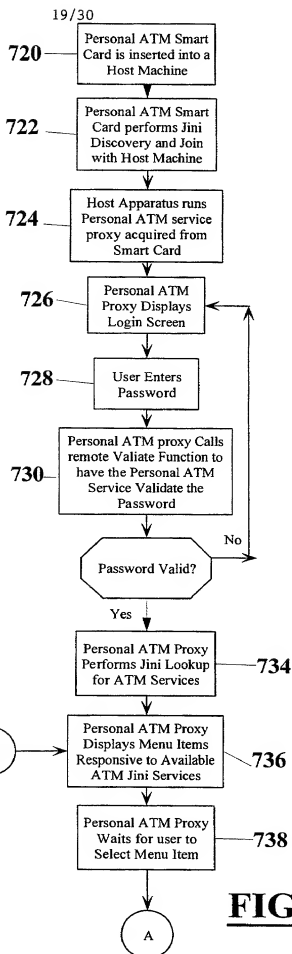 19/30
720
Personal ATM Smart
Card is inserted into a
Host Machine
722
Personal ATM Smart
Card performs Jini
Discovery and Join
with Host Machine
724
Host Apparatus runs
Personal ATM service
proxy acquired from
Smart Card
726
Personal ATM
Proxy Displays
Login Screen
728
User Enters
Password
730
Personal ATM proxy Calls
remote Valiate Function to
have the Personal ATM
Service Validate the
Password
Password Valid?
No
Yes
Personal ATM Proxy
Performs Jini Lookup
for ATM Services
734
Personal ATM Proxy
Displays Menu Items
Responsive to Available
ATM Jini Services
736
Personal ATM Proxy
Waits for user to
Select Menu Item
738
A
FIG